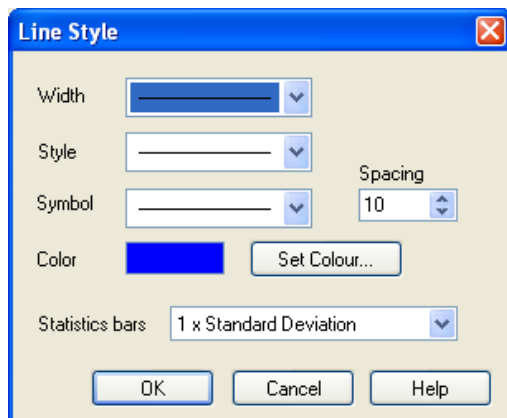 Line Style
Width
Style
Spacing
Symbol
10
Color
Set Colour...
Statistics bars
1 x Standard Deviation
OK
Cancel
Help